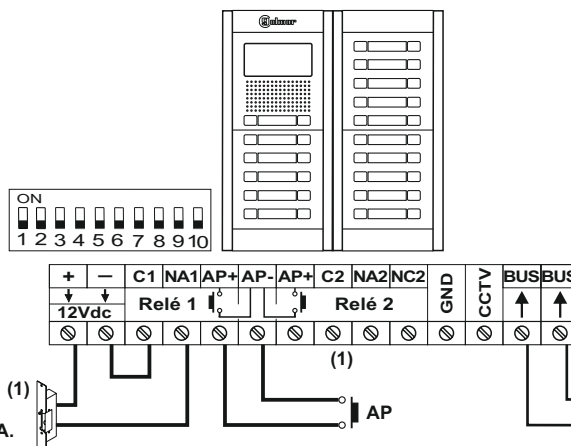 Golmar
ON
1 2 3 4 5 6 7 8 9 10
+ – C1 NA1 AP+ AP- AP+ C2 NA2 NC2 GND CCTV BUS BUS
12Vdc Relé 1 Relé 2
(1)
(1)
AP
A.